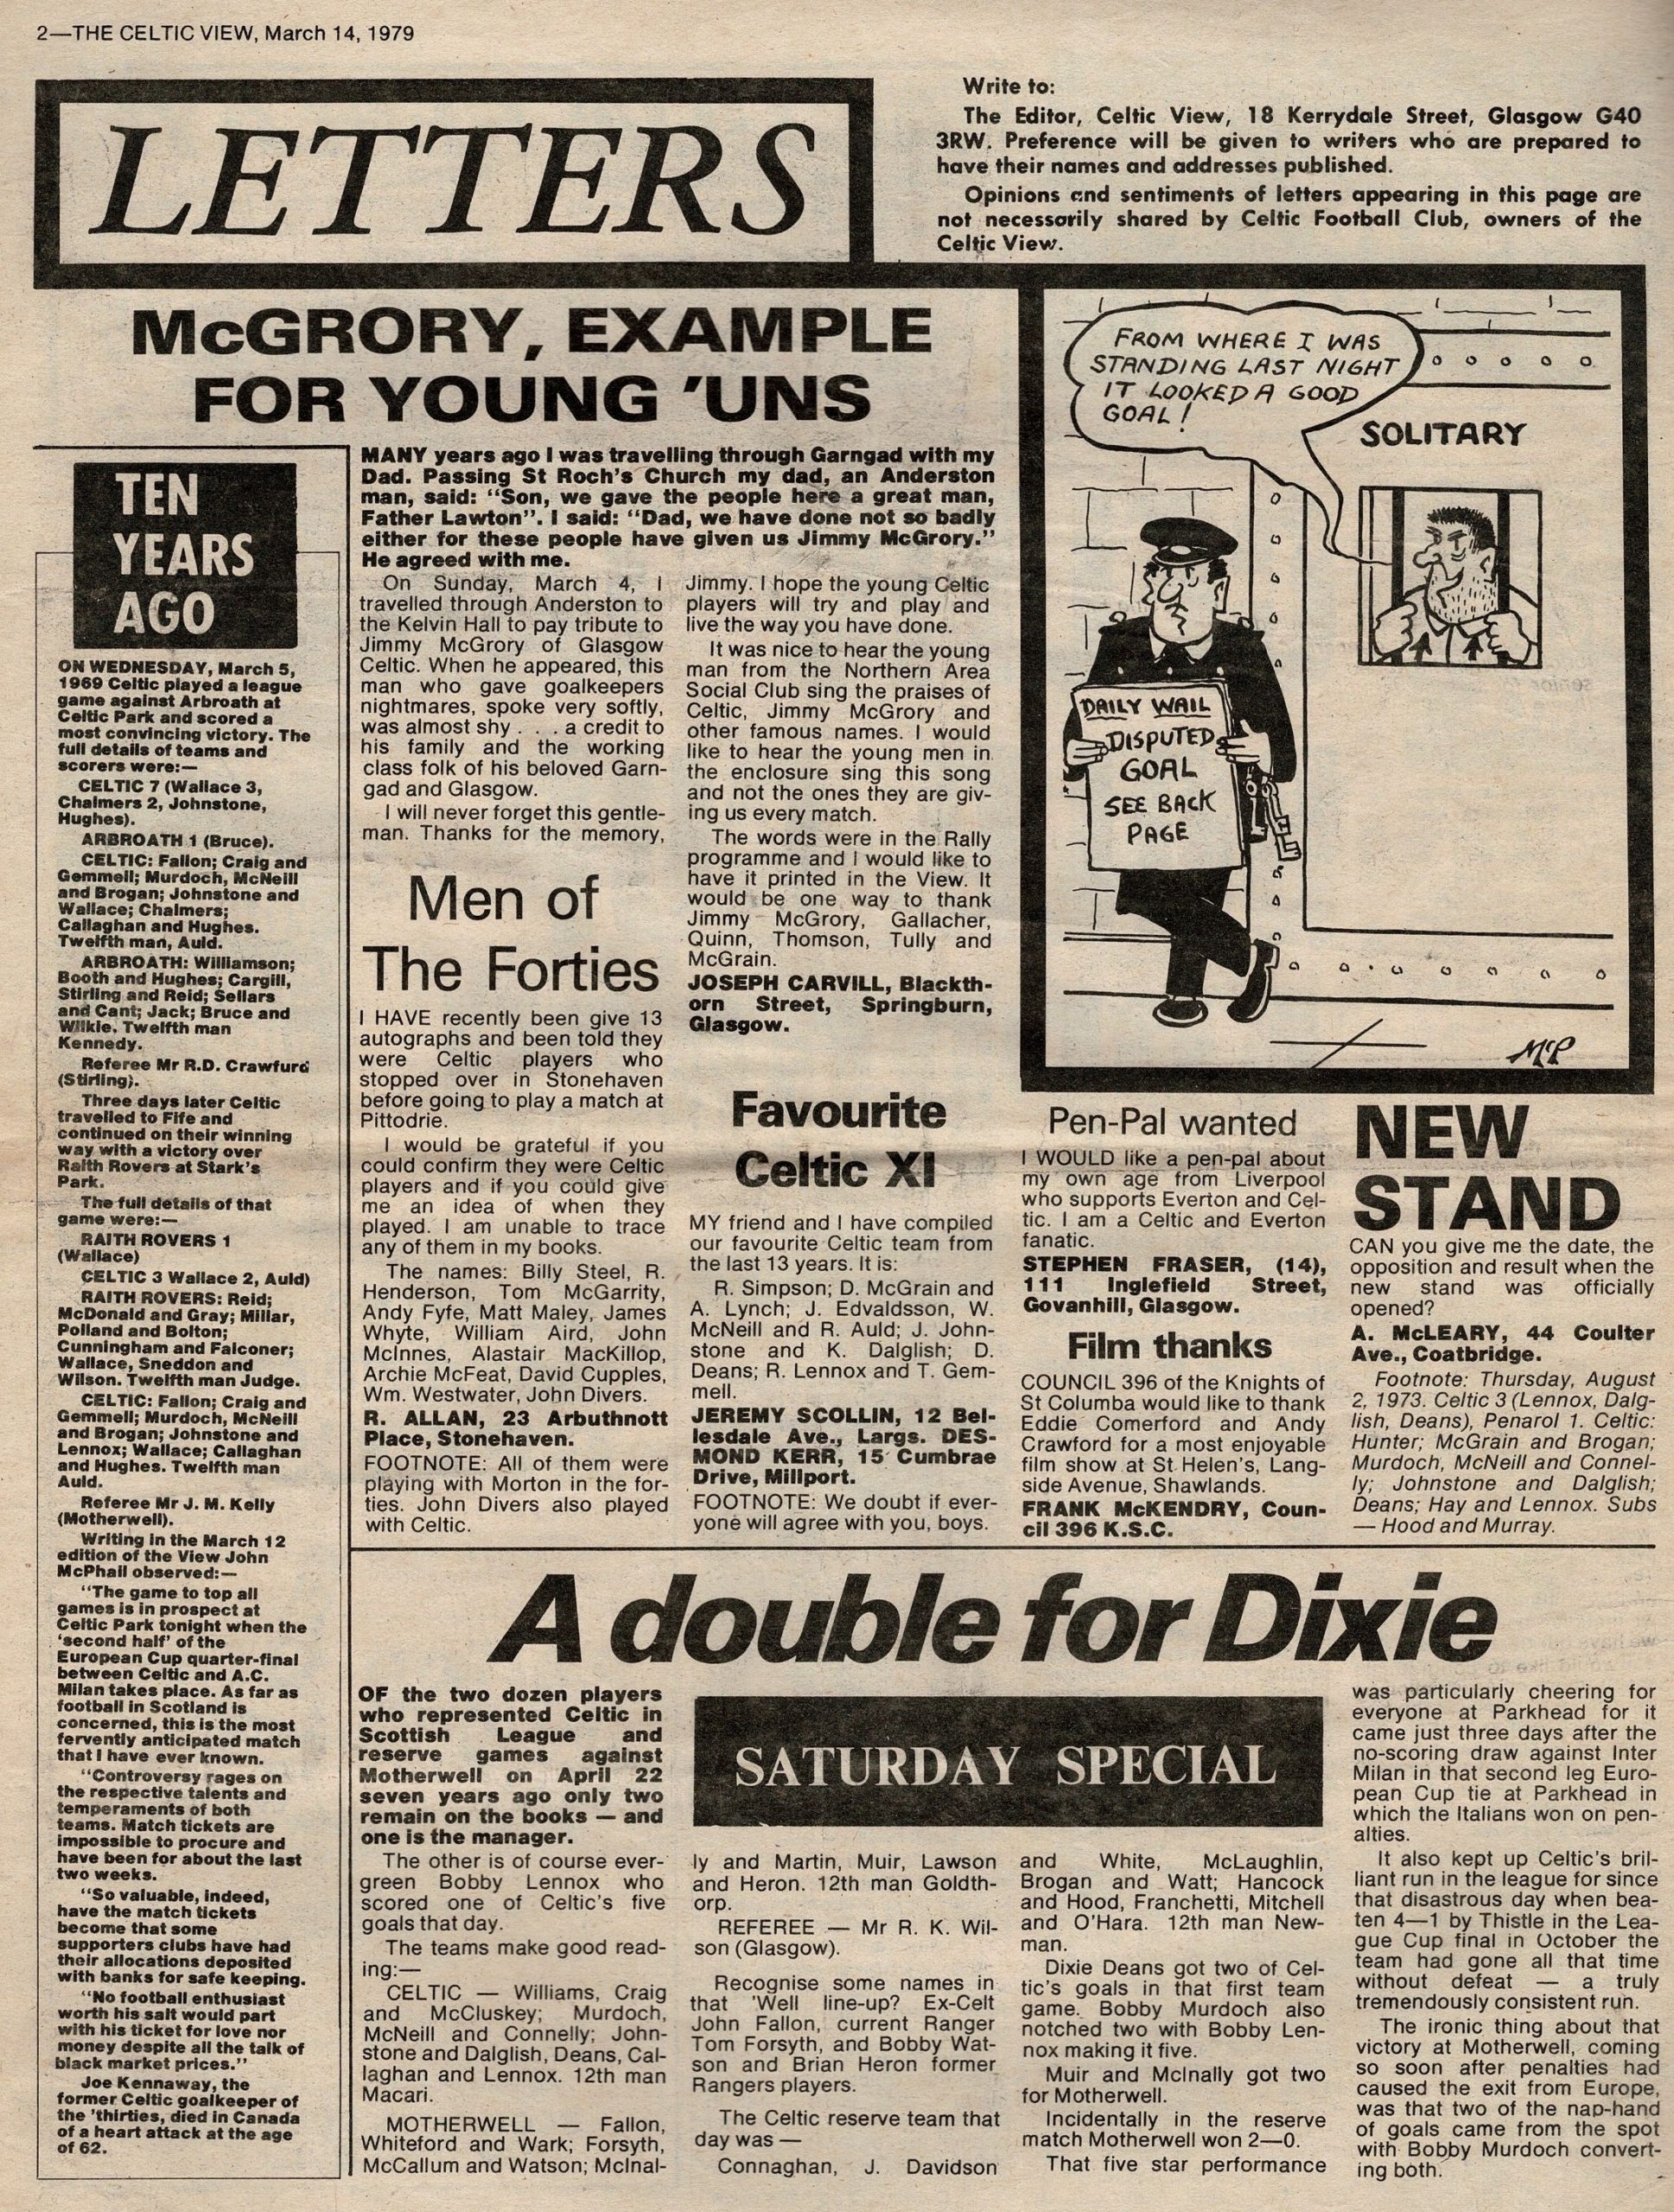 2—THE CELTIC VIEW, March 14, 1979
LETTERS
Write to:
The Editor, Celtic View, 18 Kerrydale Street, Glasgow G40
3RW. Preference will be given to writers who are prepared to
have their names and addresses published.
Opinions and sentiments of letters appearing in this page are
not necessarily shared by Celtic Football Club, owners of the
Celtic View.
McGRORY, EXAMPLE
FOR YOUNG 'UNS
TEN
YEARS
AGO
ON WEDNESDAY, March 5,
1969 Celtic played a league
game against Arbroath at
Celtic Park and scored a
most convincing victory. The
full details of teams and
scorers were:—
CELTIC 7 (Wallace 3,
Chalmers 2, Johnstone,
Hughes).
ARBROATH 1 (Bruce).
CELTIC: Fallon; Craig and
Gemmell; Murdoch, McNeill
and Brogan; Johnstone and
Wallace; Chalmers;
Callaghan and Hughes.
Twelfth man, Auld.
ARBROATH: Williamson;
Booth and Hughes; Cargill,
Stirling and Reid; Sellars
and Cant; Jack; Bruce and
Wilkie. Twelfth man
Kennedy.
Referee Mr R.D. Crawfurd
(Stirling).
Three days later Celtic
travelled to Fife and
continued on their winning
way with a victory over
Raith Rovers at Stark's
Park.
The full details of that
game were:—
RAITH ROVERS 1
(Wallace)
CELTIC 3 Wallace 2, Auld)
RAITH ROVERS: Reid;
McDonald and Gray; Millar,
Polland and Bolton;
Cunningham and Falconer;
Wallace, Sneddon and
Wilson. Twelfth man Judge.
CELTIC: Fallon; Craig and
Gemmell; Murdoch, McNeill
and Brogan; Johnstone and
Lennox; Wallace; Callaghan
and Hughes. Twelfth man
Auld.
Referee Mr J. M. Kelly
(Motherwell).
Writing in the March 12
edition of the View John
McPhail observed:—
"The game to top all
games is in prospect at
Celtic Park tonight when the
'second half' of the
European Cup quarter-final
between Celtic and A.C.
Milan takes place. As far as
football in Scotland is
concerned, this is the most
fervently anticipated match
that I have ever known.
"Controversy rages on
the respective talents and
temperaments of both
teams. Match tickets are
impossible to procure and
have been for about the last
two weeks.
"So valuable, indeed,
have the match tickets
become that some
supporters clubs have had
their allocations deposited
with banks for safe keeping.
"No football enthusiast
worth his salt would part
with his ticket for love nor
money despite all the talk of
black market prices."
Joe Kennaway, the
former Celtic goalkeeper of
the 'thirties, died in Canada
of a heart attack at the age
of 62.
MANY years ago I was travelling through Garngad with my
Dad. Passing St Roch's Church my dad, an Anderston
man, said: "Son, we gave the people here a great man,
Father Lawton". I said: "Dad, we have done not so badly
either for these people have given us Jimmy McGrory."
He agreed with me.
On Sunday, March 4, I
travelled through Anderston to
the Kelvin Hall to pay tribute to
Jimmy McGrory of Glasgow
Celtic. When he appeared, this
man who gave goalkeepers
nightmares, spoke very softly,
was almost shy . . . a credit to
his family and the working
class folk of his beloved Garn-
gad and Glasgow.
I will never forget this gentle-
man. Thanks for the memory,
Jimmy. I hope the young Celtic
players will try and play and
live the way you have done.
It was nice to hear the young
man from the Northern Area
Social Club sing the praises of
Celtic, Jimmy McGrory and
other famous names. I would
like to hear the young men in
the enclosure sing this song
and not the ones they are giv-
ing us every match.
The words were in the Rally
programme and I would like to
have it printed in the View. It
would be one way to thank
Jimmy McGrory, Gallacher,
Quinn, Thomson, Tully and
McGrain.
JOSEPH CARVILL, Blackth-
orn Street, Springburn,
Glasgow.
Men of
The Forties
I HAVE recently been give 13
autographs and been told they
were Celtic players who
stopped over in Stonehaven
before going to play a match at
Pittodrie.
I would be grateful if you
could confirm they were Celtic
players and if you could give
me an idea of when they
played. I am unable to trace
any of them in my books.
The names: Billy Steel, R.
Henderson, Tom McGarrity,
Andy Fyfe, Matt Maley, James
Whyte, William Aird, John
McInnes, Alastair MacKillop,
Archie McFeat, David Cupples,
Wm. Westwater, John Divers.
R. ALLAN, 23 Arbuthnott
Place, Stonehaven.
FOOTNOTE: All of them were
playing with Morton in the for-
ties. John Divers also played
with Celtic.
Favourite
Celtic XI
MY friend and I have compiled
our favourite Celtic team from
the last 13 years. It is:
R. Simpson; D. McGrain and
A. Lynch; J. Edvaldsson, W.
McNeill and R. Auld; J. John-
stone and K. Dalglish; D.
Deans; R. Lennox and T. Gem-
mell.
JEREMY SCOLLIN, 12 Bel-
lesdale Ave., Largs. DES-
MOND KERR, 15 Cumbrae
Drive, Millport.
FOOTNOTE: We doubt if ever-
yone will agree with you, boys.
FROM WHERE I WAS
STANDING LAST NIGHT
IT LOOKED A GOOD
GOAL!
SOLITARY
DAILY WAIL
DISPUTED
GOAL
SEE BACK
PAGE
McP
Pen-Pal wanted
I WOULD like a pen-pal about
my own age from Liverpool
who supports Everton and Cel-
tic. I am a Celtic and Everton
fanatic.
STEPHEN FRASER, (14),
111 Inglefield Street,
Govanhill, Glasgow.
Film thanks
COUNCIL 396 of the Knights of
St Columba would like to thank
Eddie Comerford and Andy
Crawford for a most enjoyable
film show at St Helen's, Lang-
side Avenue, Shawlands.
FRANK McKENDRY, Coun-
cil 396 K.S.C.
NEW
STAND
CAN you give me the date, the
opposition and result when the
new stand was officially
opened?
A. McLEARY, 44 Coulter
Ave., Coatbridge.
Footnote: Thursday, August
2, 1973. Celtic 3 (Lennox, Dalg-
lish, Deans), Penarol 1. Celtic:
Hunter; McGrain and Brogan;
Murdoch, McNeill and Connel-
ly; Johnstone and Dalglish;
Deans; Hay and Lennox. Subs
— Hood and Murray.
A double for Dixie
OF the two dozen players
who represented Celtic in
Scottish League and
reserve games against
Motherwell on April 22
seven years ago only two
remain on the books — and
one is the manager.
The other is of course ever-
green Bobby Lennox who
scored one of Celtic's five
goals that day.
The teams make good read-
ing:—
CELTIC — Williams, Craig
and McCluskey; Murdoch,
McNeill and Connelly; John-
stone and Dalglish, Deans, Cal-
laghan and Lennox. 12th man
Macari.
MOTHERWELL — Fallon,
Whiteford and Wark; Forsyth,
McCallum and Watson; McInal-
SATURDAY SPECIAL
ly and Martin, Muir, Lawson
and Heron. 12th man Goldth-
orp.
REFEREE — Mr R. K. Wil-
son (Glasgow).
Recognise some names in
that 'Well line-up? Ex-Celt
John Fallon, current Ranger
Tom Forsyth, and Bobby Wat-
son and Brian Heron former
Rangers players.
The Celtic reserve team that
day was —
Connaghan, J. Davidson
and White, McLaughlin,
Brogan and Watt; Hancock
and Hood, Franchetti, Mitchell
and O'Hara. 12th man New-
man.
Dixie Deans got two of Cel-
tic's goals in that first team
game. Bobby Murdoch also
notched two with Bobby Len-
nox making it five.
Muir and McInally got two
for Motherwell.
Incidentally in the reserve
match Motherwell won 2—0.
That five star performance
was particularly cheering for
everyone at Parkhead for it
came just three days after the
no-scoring draw against Inter
Milan in that second leg Euro-
pean Cup tie at Parkhead in
which the Italians won on pen-
alties.
It also kept up Celtic's bril-
liant run in the league for since
that disastrous day when bea-
ten 4—1 by Thistle in the Lea-
gue Cup final in October the
team had gone all that time
without defeat — a truly
tremendously consistent run.
The ironic thing about that
victory at Motherwell, coming
so soon after penalties had
caused the exit from Europe,
was that two of the nap-hand
of goals came from the spot
with Bobby Murdoch convert-
ing both.